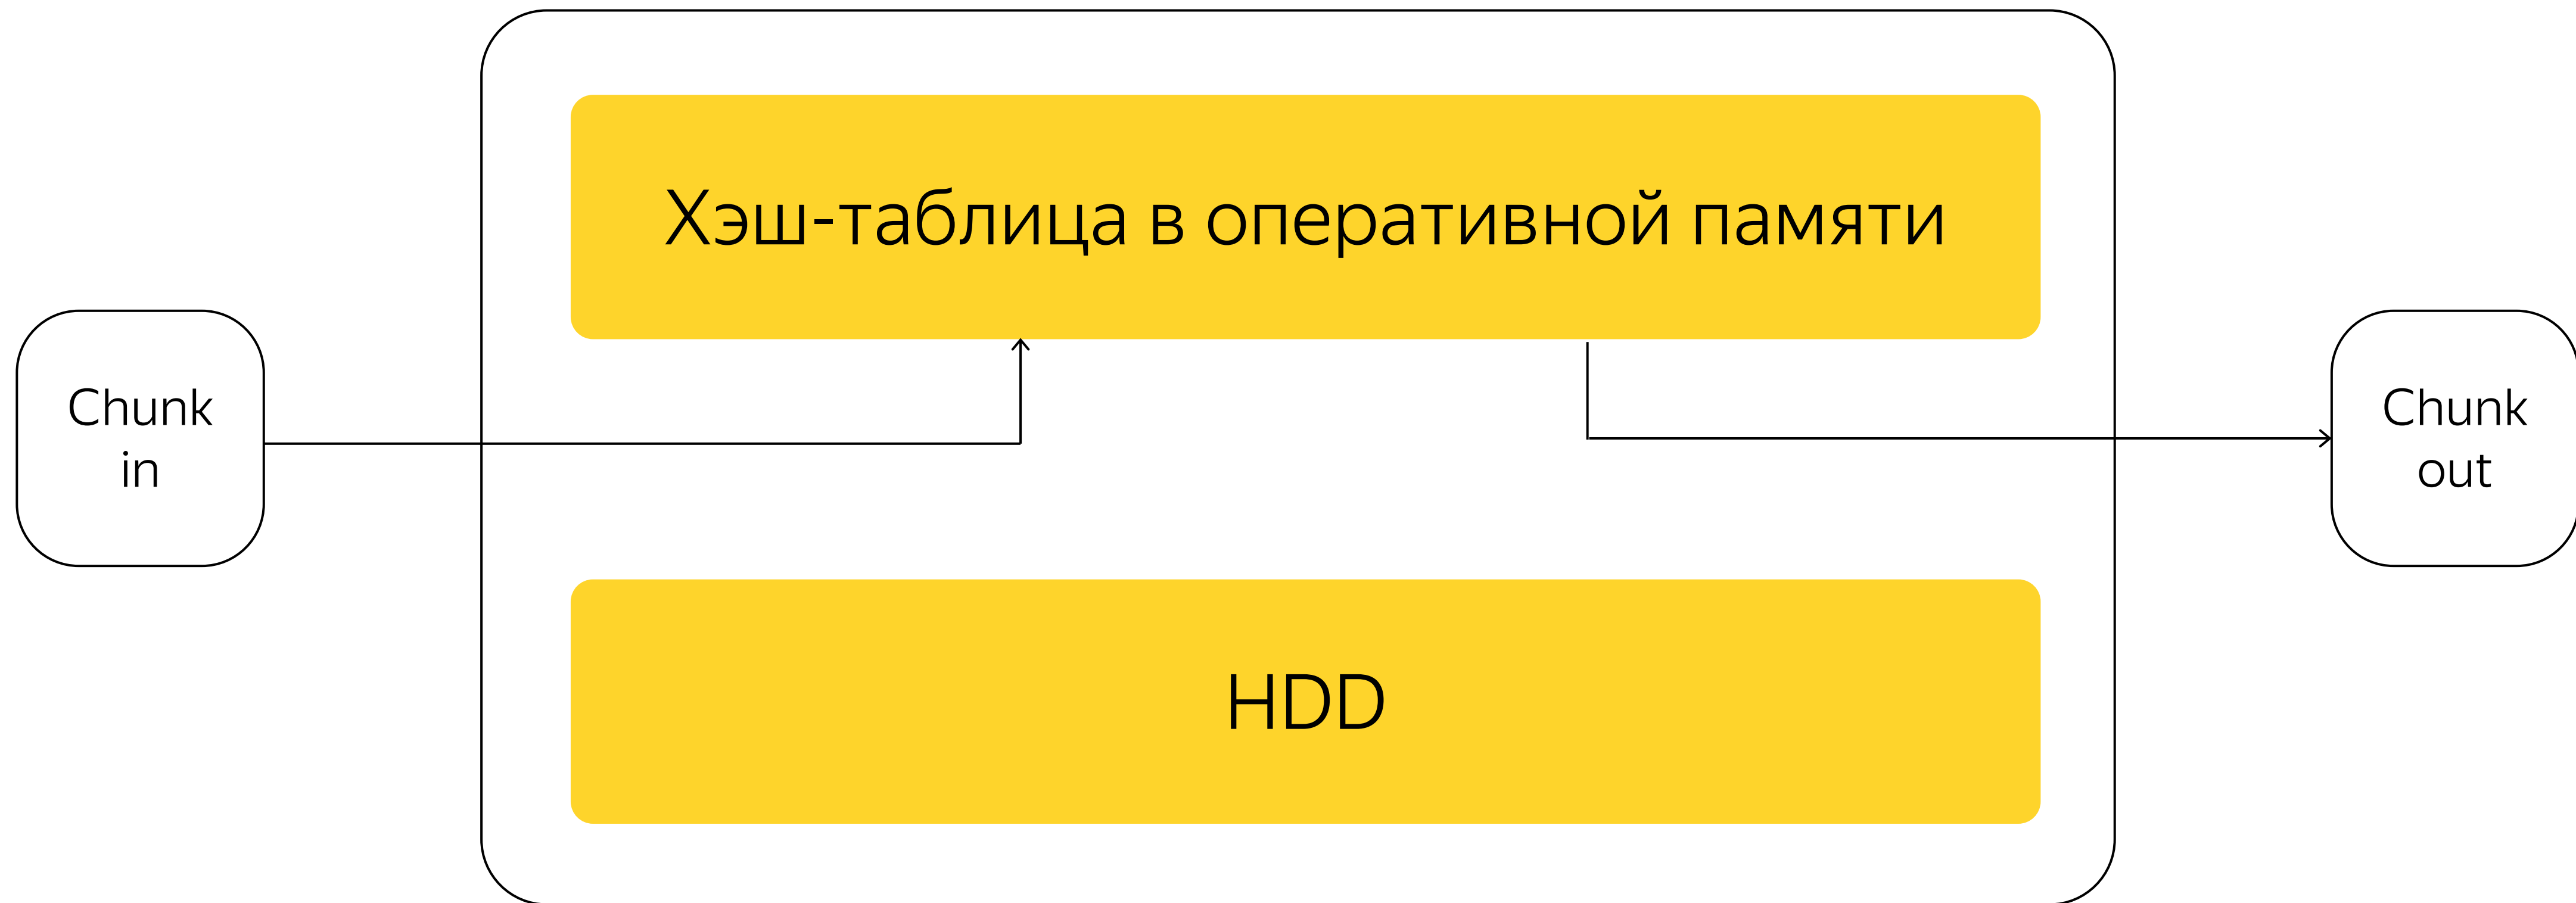 Хэш-таблица в оперативной памяти
Chunk
in
Chunk
out
HDD